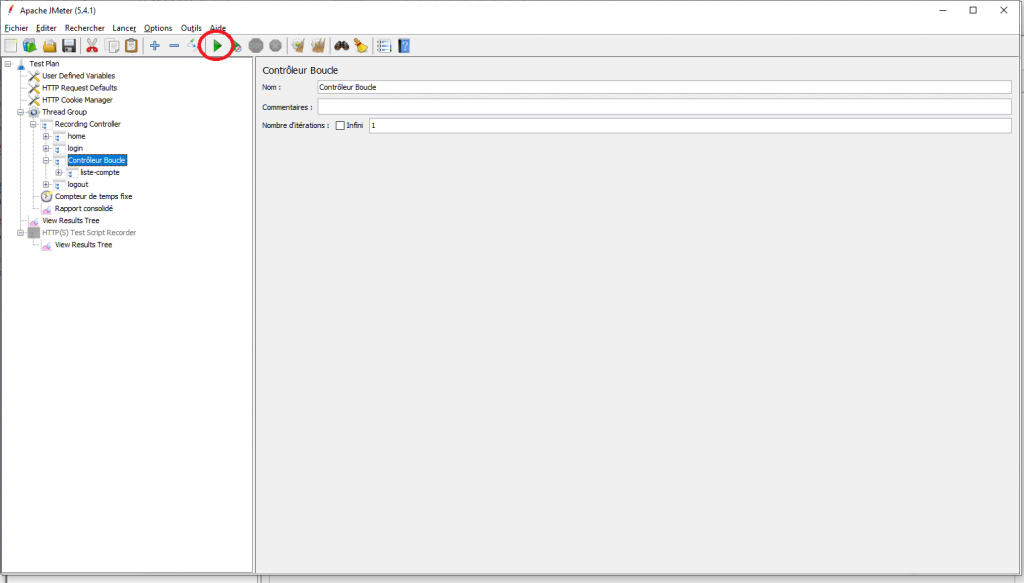 Apache JMeter (5.4.1)
Fichier Editer Rechercher Lancer Options Outils Aide
Test Plan
User Defined Variables
HTTP Request Defaults
HTTP Cookie Manager
Thread Group
Recording Controller
home
login
Contrôleur Boucle
liste-compte
logout
Compteur de temps fixe
Rapport consolidé
View Results Tree
HTTP(S) Test Script Recorder
View Results Tree
Contrôleur Boucle
Nom : Contrôleur Boucle
Commentaires :
Nombre d'itérations : Infini 1